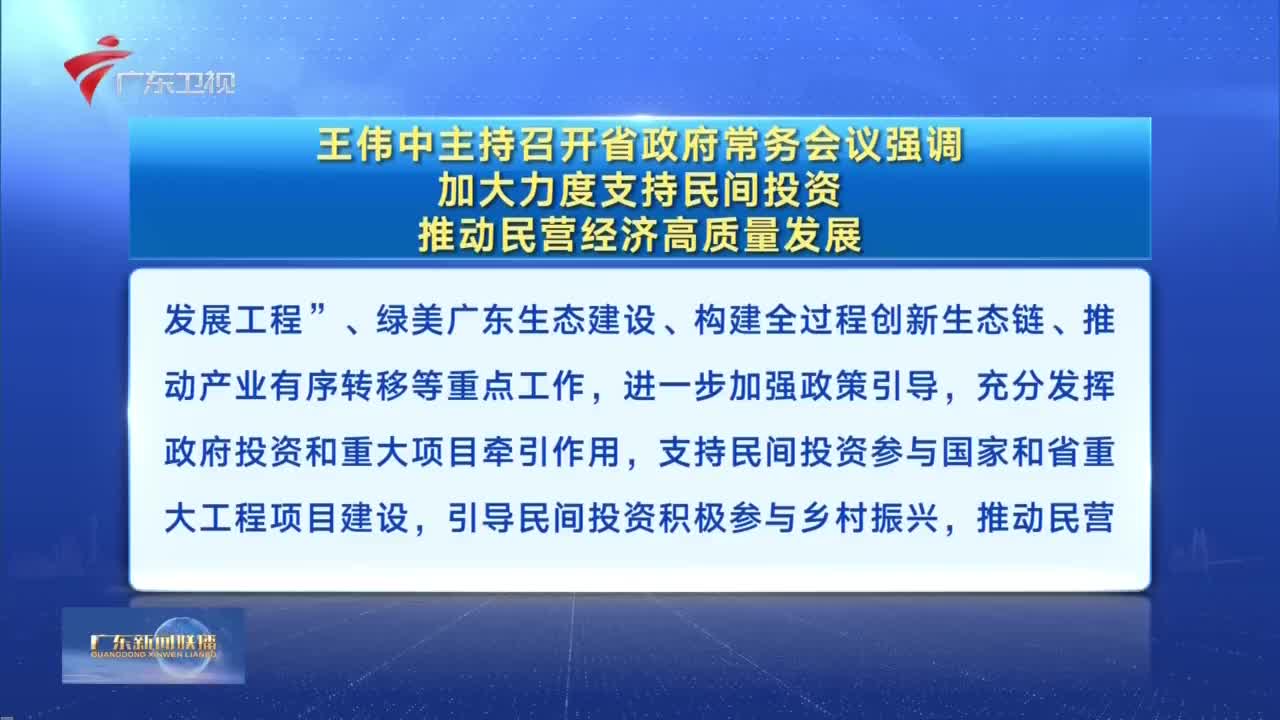 广东卫视
王伟中主持召开省政府常务会议强调
加大力度支持民间投资
推动民营经济高质量发展
发展工程”、绿美广东生态建设、构建全过程创新生态链、推
动产业有序转移等重点工作，进一步加强政策引导，充分发挥
政府投资和重大项目牵引作用，支持民间投资参与国家和省重
大工程项目建设，引导民间投资积极参与乡村振兴，推动民营
广东新闻联播
GUANGDONG XINWEN LIANBO